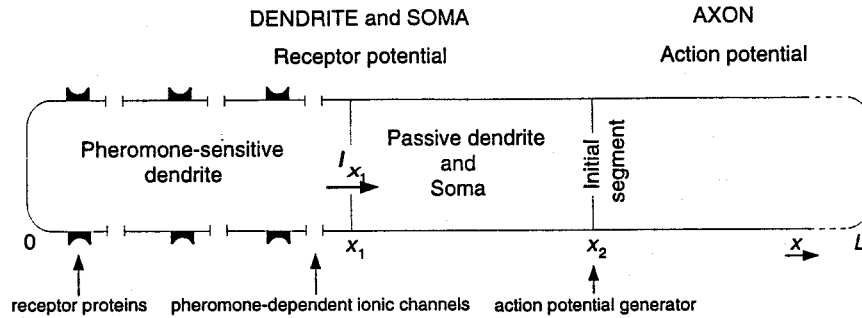 DENDRITE and SOMA
AXON
Receptor potential
Action potential
Pheromone-sensitive
dendrite
I x1
Passive dendrite
and
Soma
Initial
segment
0
x1
x2
x
L
receptor proteins
pheromone-dependent ionic channels
action potential generator